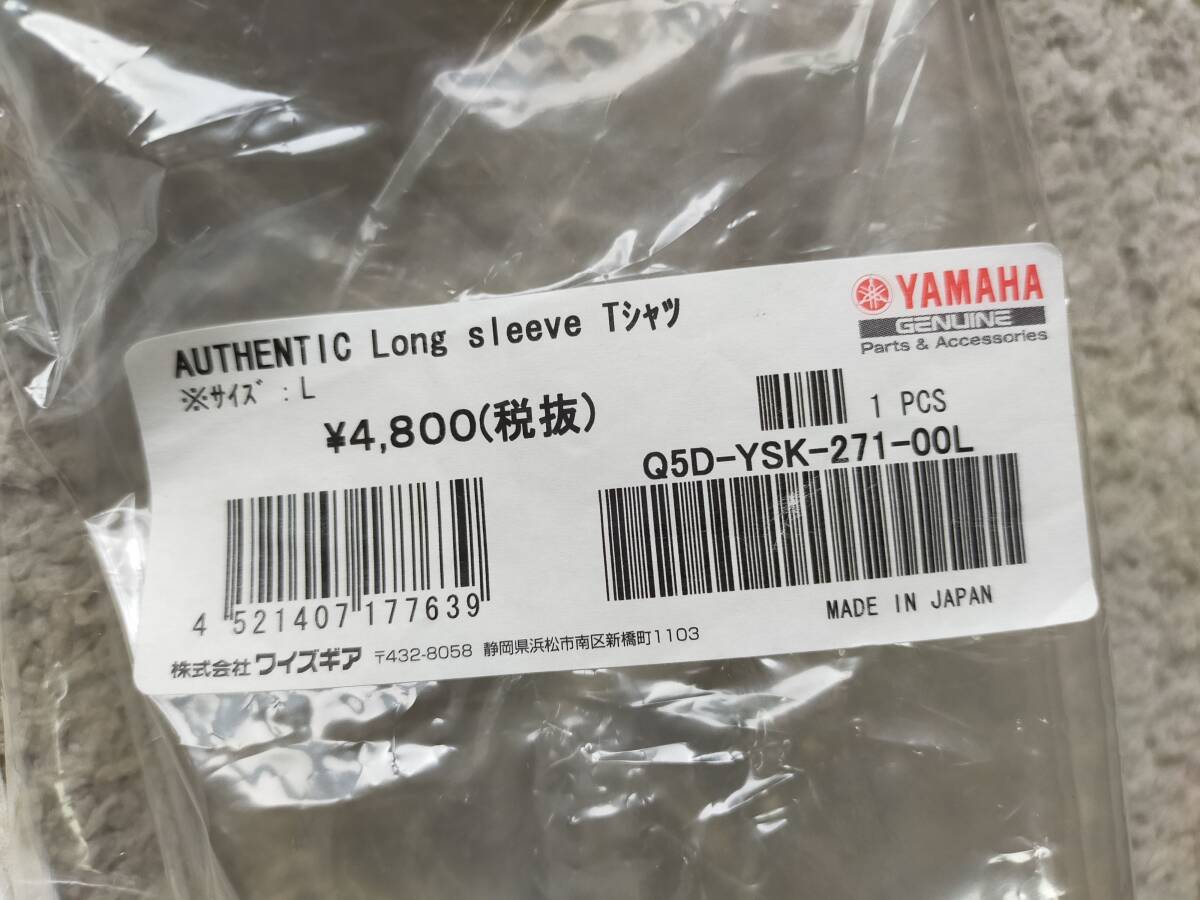 AUTHENTIC Long sleeve Tシャツ
※サイズ：L
¥4,800(税抜)
YAMAHA
GENUINE
Parts & Accessories
1 PCS
Q5D-YSK-271-00L
4 521407 177639
MADE IN JAPAN
株式会社ワイズギア 〒432-8058 静岡県浜松市南区新橋町1103